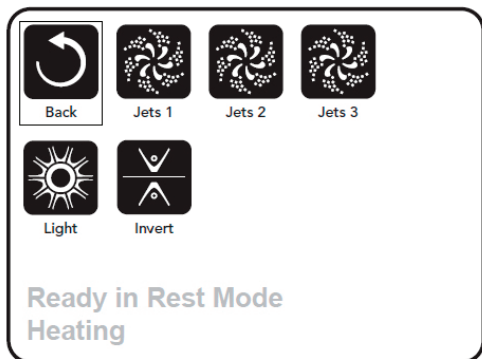 Back Jets 1 Jets 2 Jets 3
Light Invert
Ready in Rest Mode
Heating